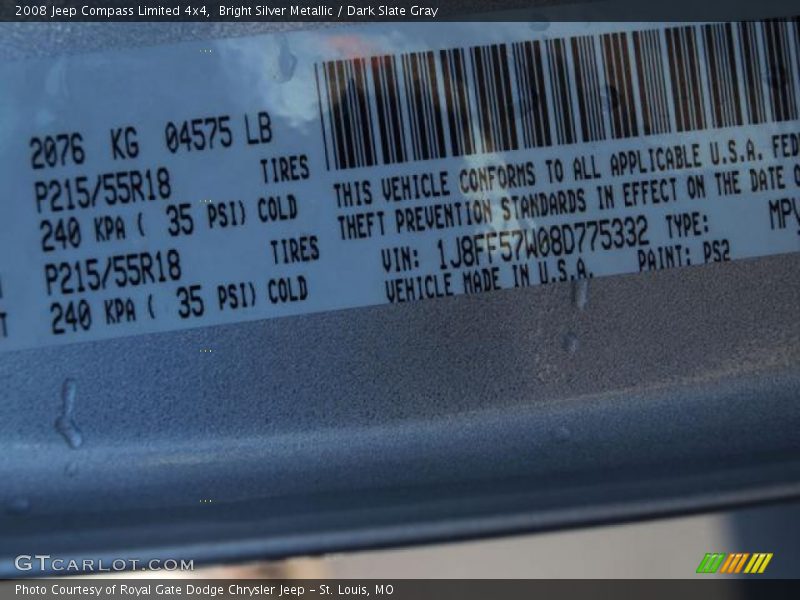 2008 Jeep Compass Limited 4x4,  Bright Silver Metallic / Dark Slate Gray
2076 KG 04575 LB
P215/55R18 TIRES
240 KPA ( 35 PSI) COLD
P215/55R18 TIRES
240 KPA ( 35 PSI) COLD
THIS VEHICLE CONFORMS TO ALL APPLICABLE U.S.A. FED
THEFT PREVENTION STANDARDS IN EFFECT ON THE DATE O
VIN: 1J8FF57W08D775332 TYPE: MPV
VEHICLE MADE IN U.S.A. PAINT: PS2
GTCARLOT.COM
Photo Courtesy of Royal Gate Dodge Chrysler Jeep – St. Louis, MO